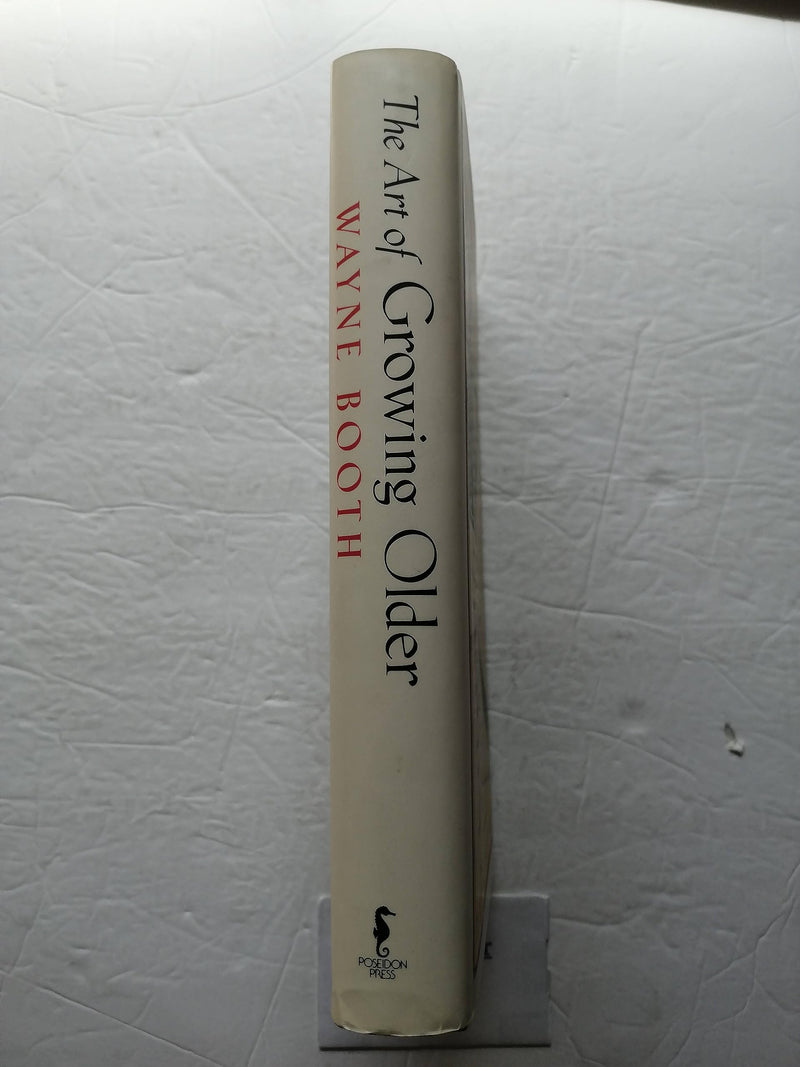 The Art of Growing Older
WAYNE BOOTH
POSEIDON
PRESS
K